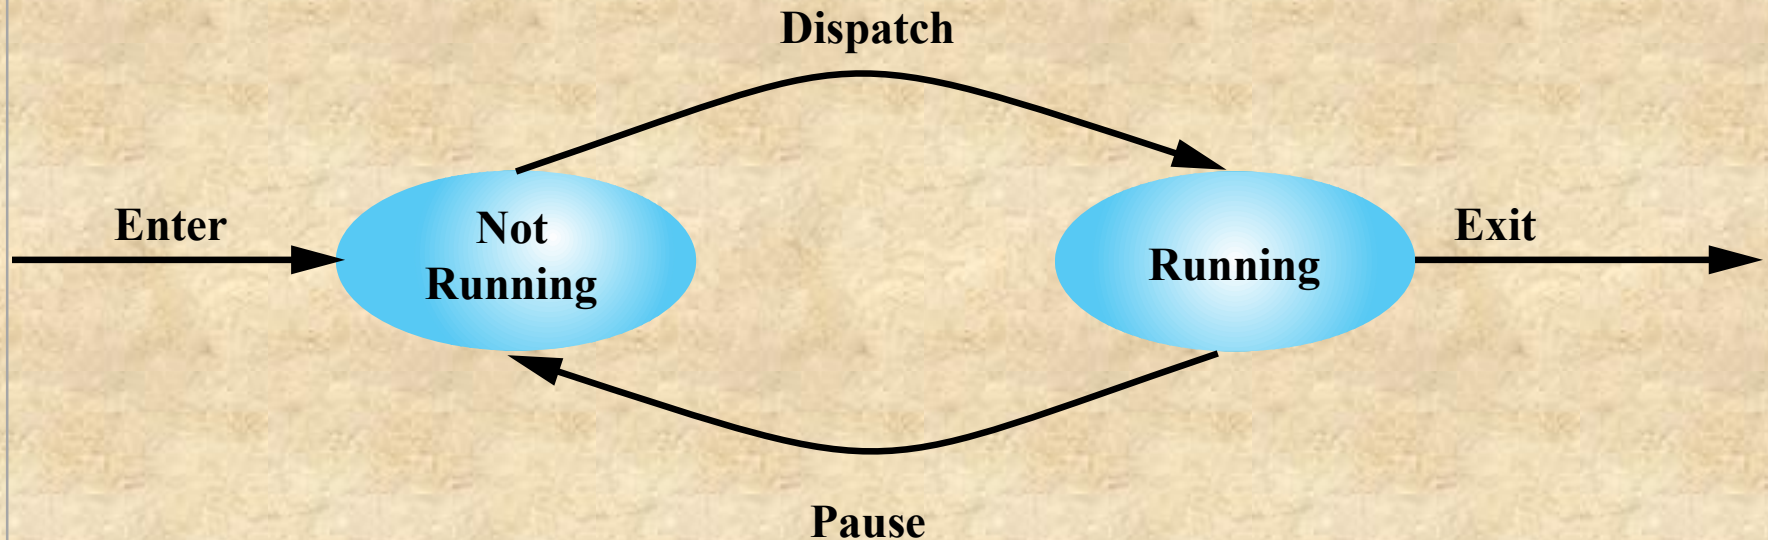 Dispatch
Enter
Not
Running
Running
Exit
Pause